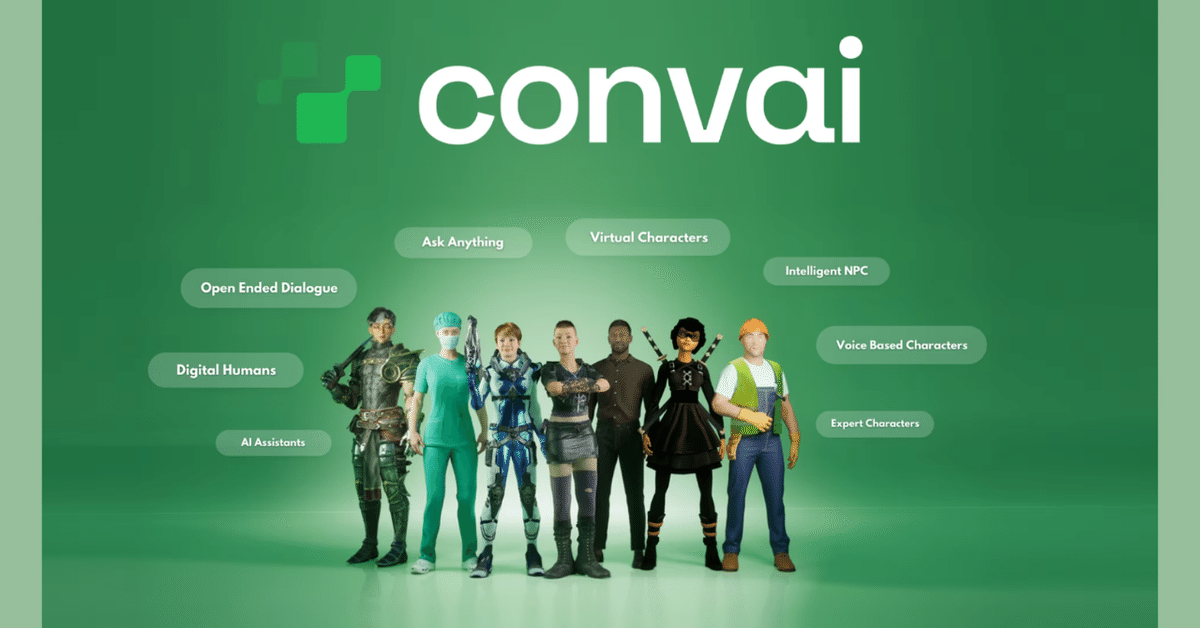 convai
Ask Anything
Virtual Characters
Intelligent NPC
Open Ended Dialogue
Voice Based Characters
Digital Humans
Expert Characters
AI Assistants